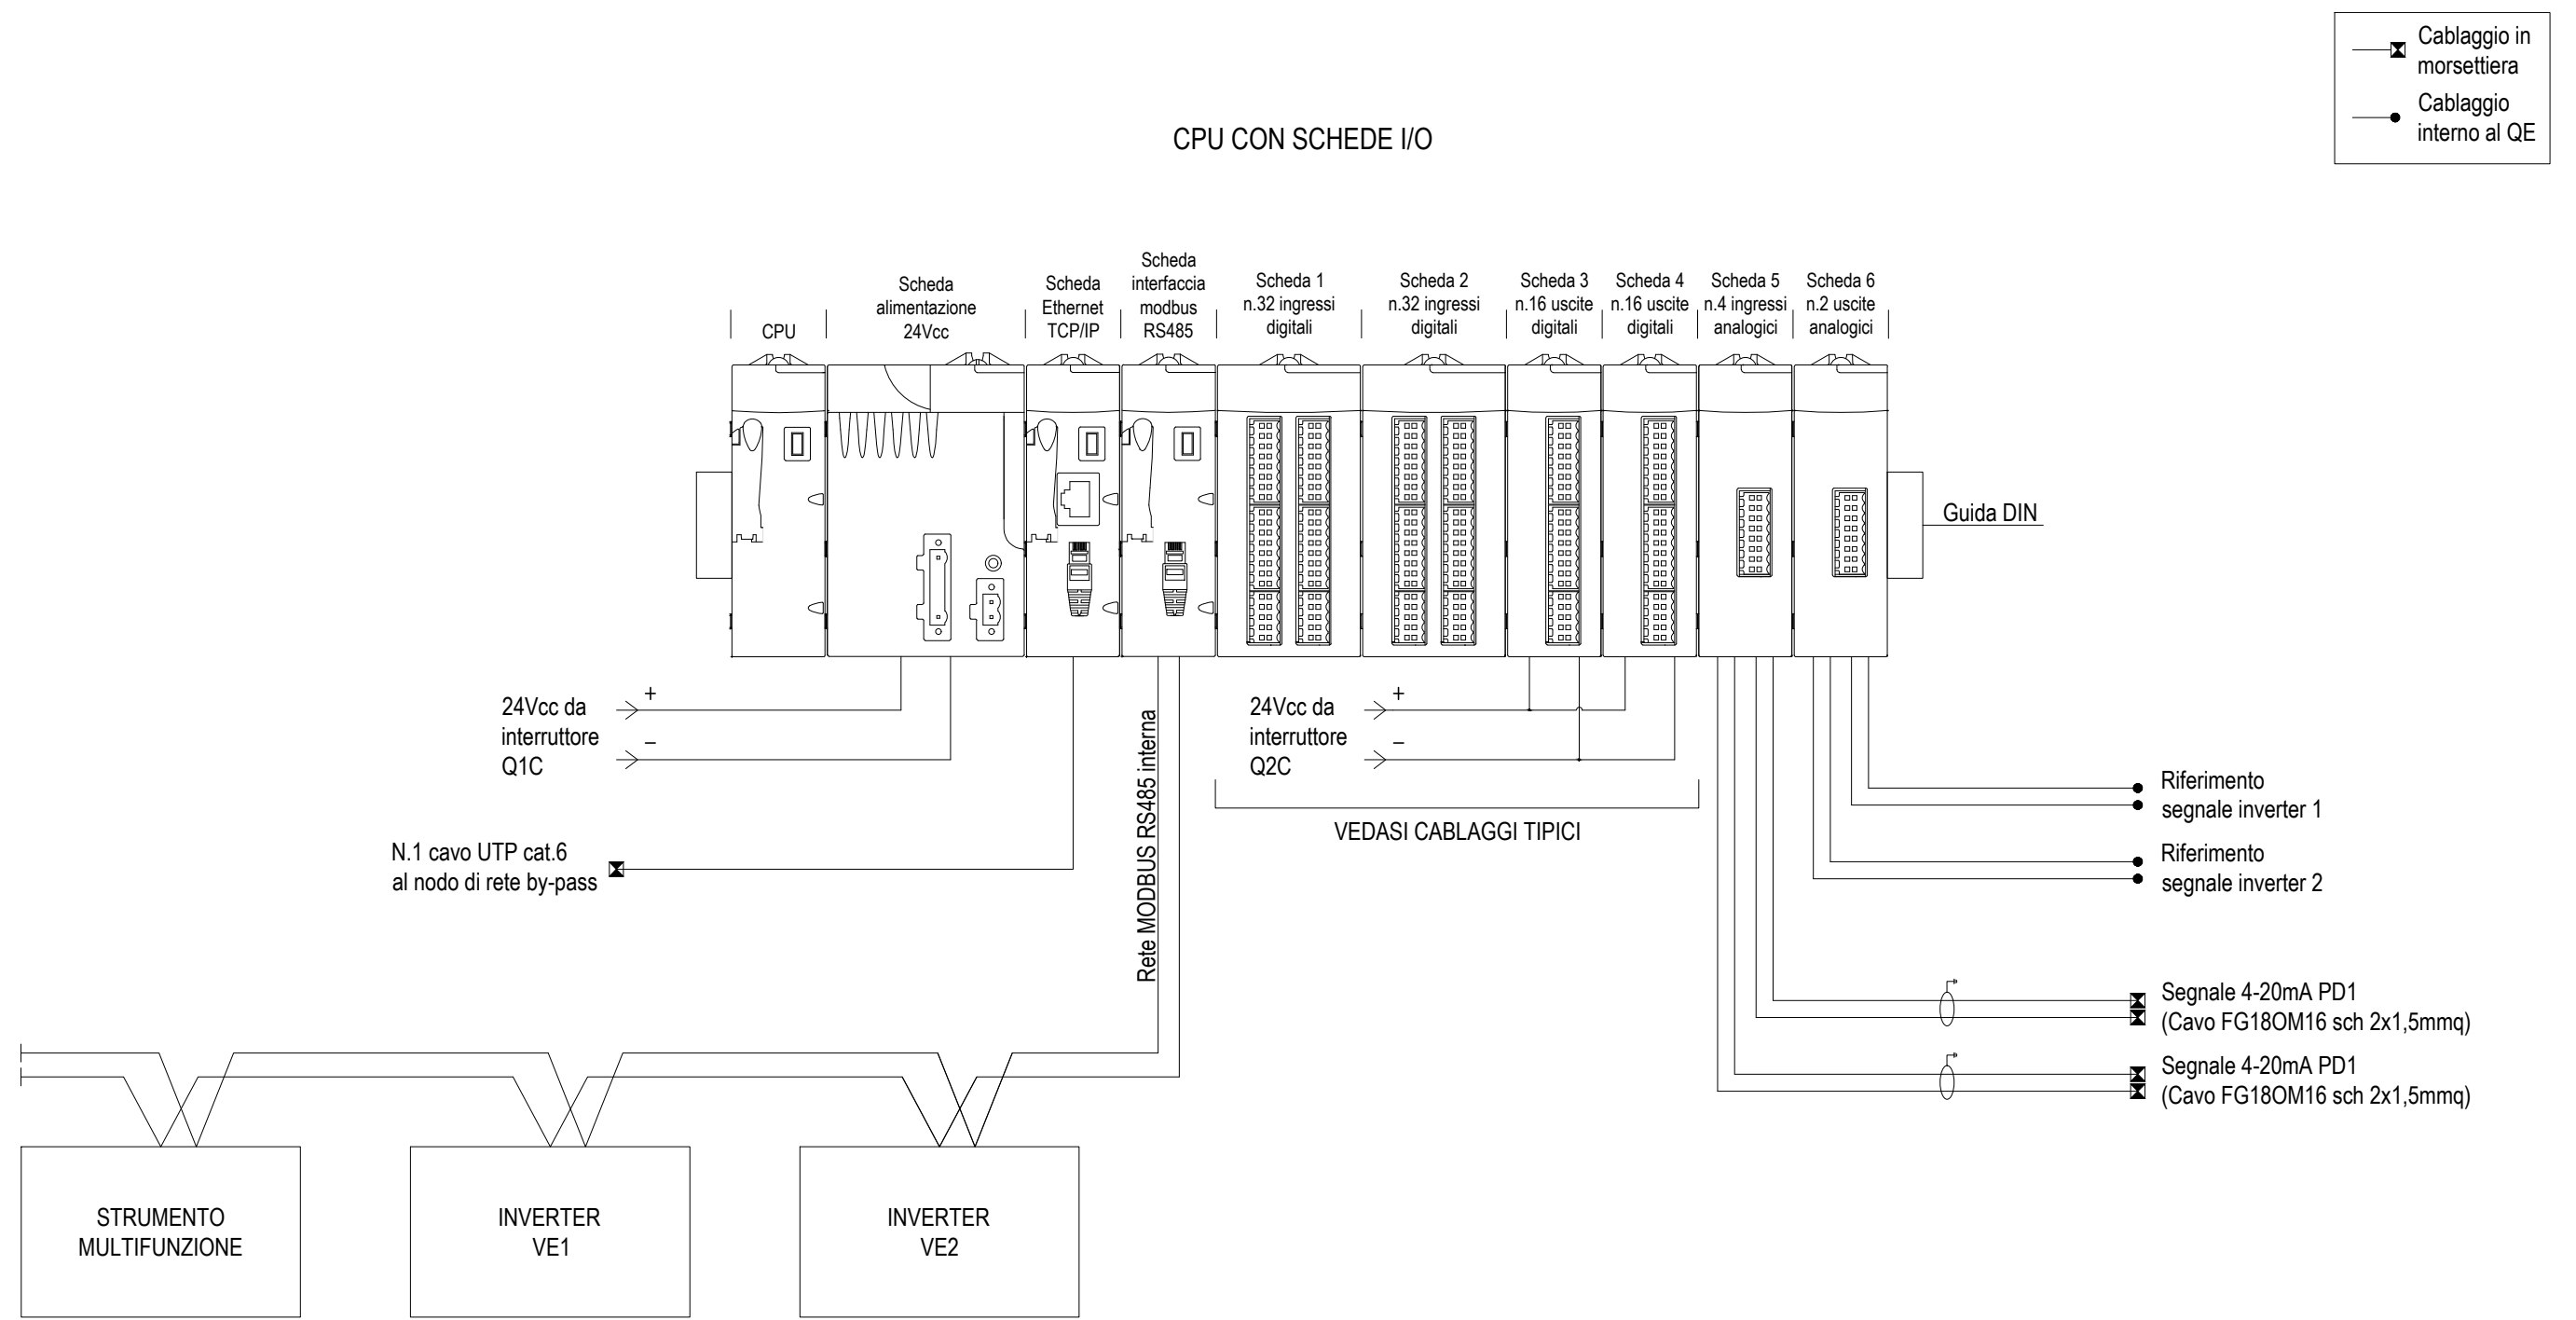 Cablaggio in
morsettiera
Cablaggio
interno al QE
CPU CON SCHEDE I/O
CPU
Scheda
alimentazione
24Vcc
Scheda
Ethernet
TCP/IP
Scheda
interfaccia
modbus
RS485
Scheda 1
n.32 ingressi
digitali
Scheda 2
n.32 ingressi
digitali
Scheda 3
n.16 uscite
digitali
Scheda 4
n.16 uscite
digitali
Scheda 5
n.4 ingressi
analogici
Scheda 6
n.2 uscite
analogici
Guida DIN
24Vcc da
interruttore
Q1C
+
–
24Vcc da
interruttore
Q2C
+
–
VEDASI CABLAGGI TIPICI
Rete MODBUS RS485 interna
N.1 cavo UTP cat.6
al nodo di rete by-pass
Riferimento
segnale inverter 1
Riferimento
segnale inverter 2
Segnale 4-20mA PD1
(Cavo FG18OM16 sch 2x1,5mmq)
Segnale 4-20mA PD1
(Cavo FG18OM16 sch 2x1,5mmq)
STRUMENTO
MULTIFUNZIONE
INVERTER
VE1
INVERTER
VE2